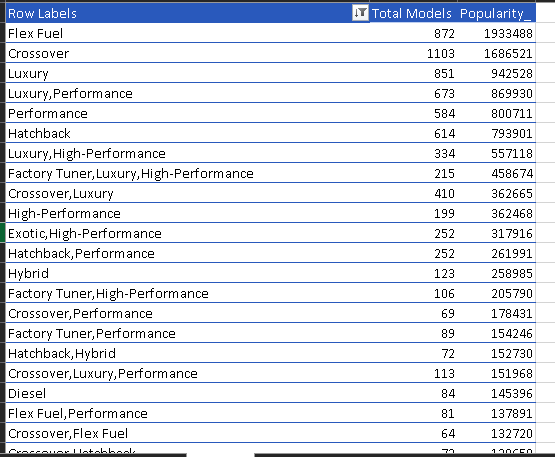 Row Labels Total Models Popularity_
Flex Fuel 872 1933488
Crossover 1103 1686521
Luxury 851 942528
Luxury,Performance 673 869930
Performance 584 800711
Hatchback 614 793901
Luxury,High-Performance 334 557118
Factory Tuner,Luxury,High-Performance 215 458674
Crossover,Luxury 410 362665
High-Performance 199 362468
Exotic,High-Performance 252 317916
Hatchback,Performance 252 261991
Hybrid 123 258985
Factory Tuner,High-Performance 106 205790
Crossover,Performance 69 178431
Factory Tuner,Performance 89 154246
Hatchback,Hybrid 72 152730
Crossover,Luxury,Performance 113 151968
Diesel 84 145396
Flex Fuel,Performance 81 137891
Crossover,Flex Fuel 64 132720
Crossover,Hatchback 72